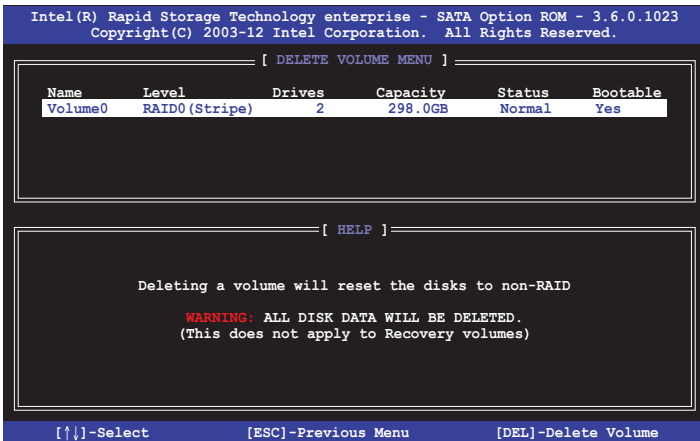 Intel(R) Rapid Storage Technology enterprise - SATA Option ROM - 3.6.0.1023
Copyright(C) 2003-12 Intel Corporation. All Rights Reserved.
[ DELETE VOLUME MENU ]
Name Level Drives Capacity Status Bootable
Volume0 RAID0(Stripe) 2 298.0GB Normal Yes
[ HELP ]
Deleting a volume will reset the disks to non-RAID
WARNING: ALL DISK DATA WILL BE DELETED.
(This does not apply to Recovery volumes)
[↑↓]-Select [ESC]-Previous Menu [DEL]-Delete Volume